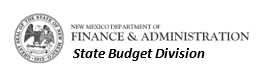 NEW MEXICO DEPARTMENT OF
FINANCE & ADMINISTRATION
State Budget Division